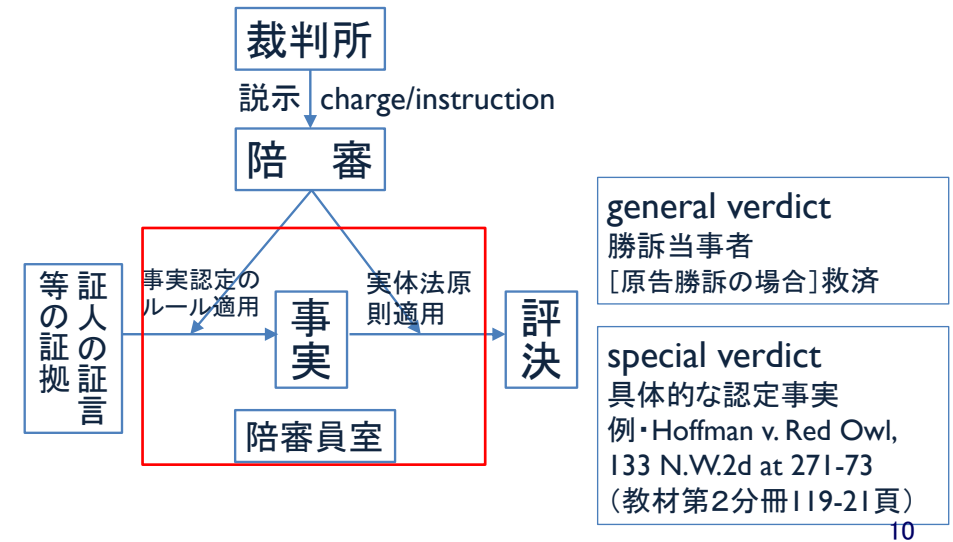 裁判所
説示 charge/instruction
陪　審
証人の証言
等の証拠
事実認定の
ルール適用
事実
実体法原
則適用
評決
陪審員室
general verdict
勝訴当事者
[原告勝訴の場合]救済
special verdict
具体的な認定事実
例・Hoffman v. Red Owl,
133 N.W.2d at 271-73
（教材第２分冊119-21頁）
10